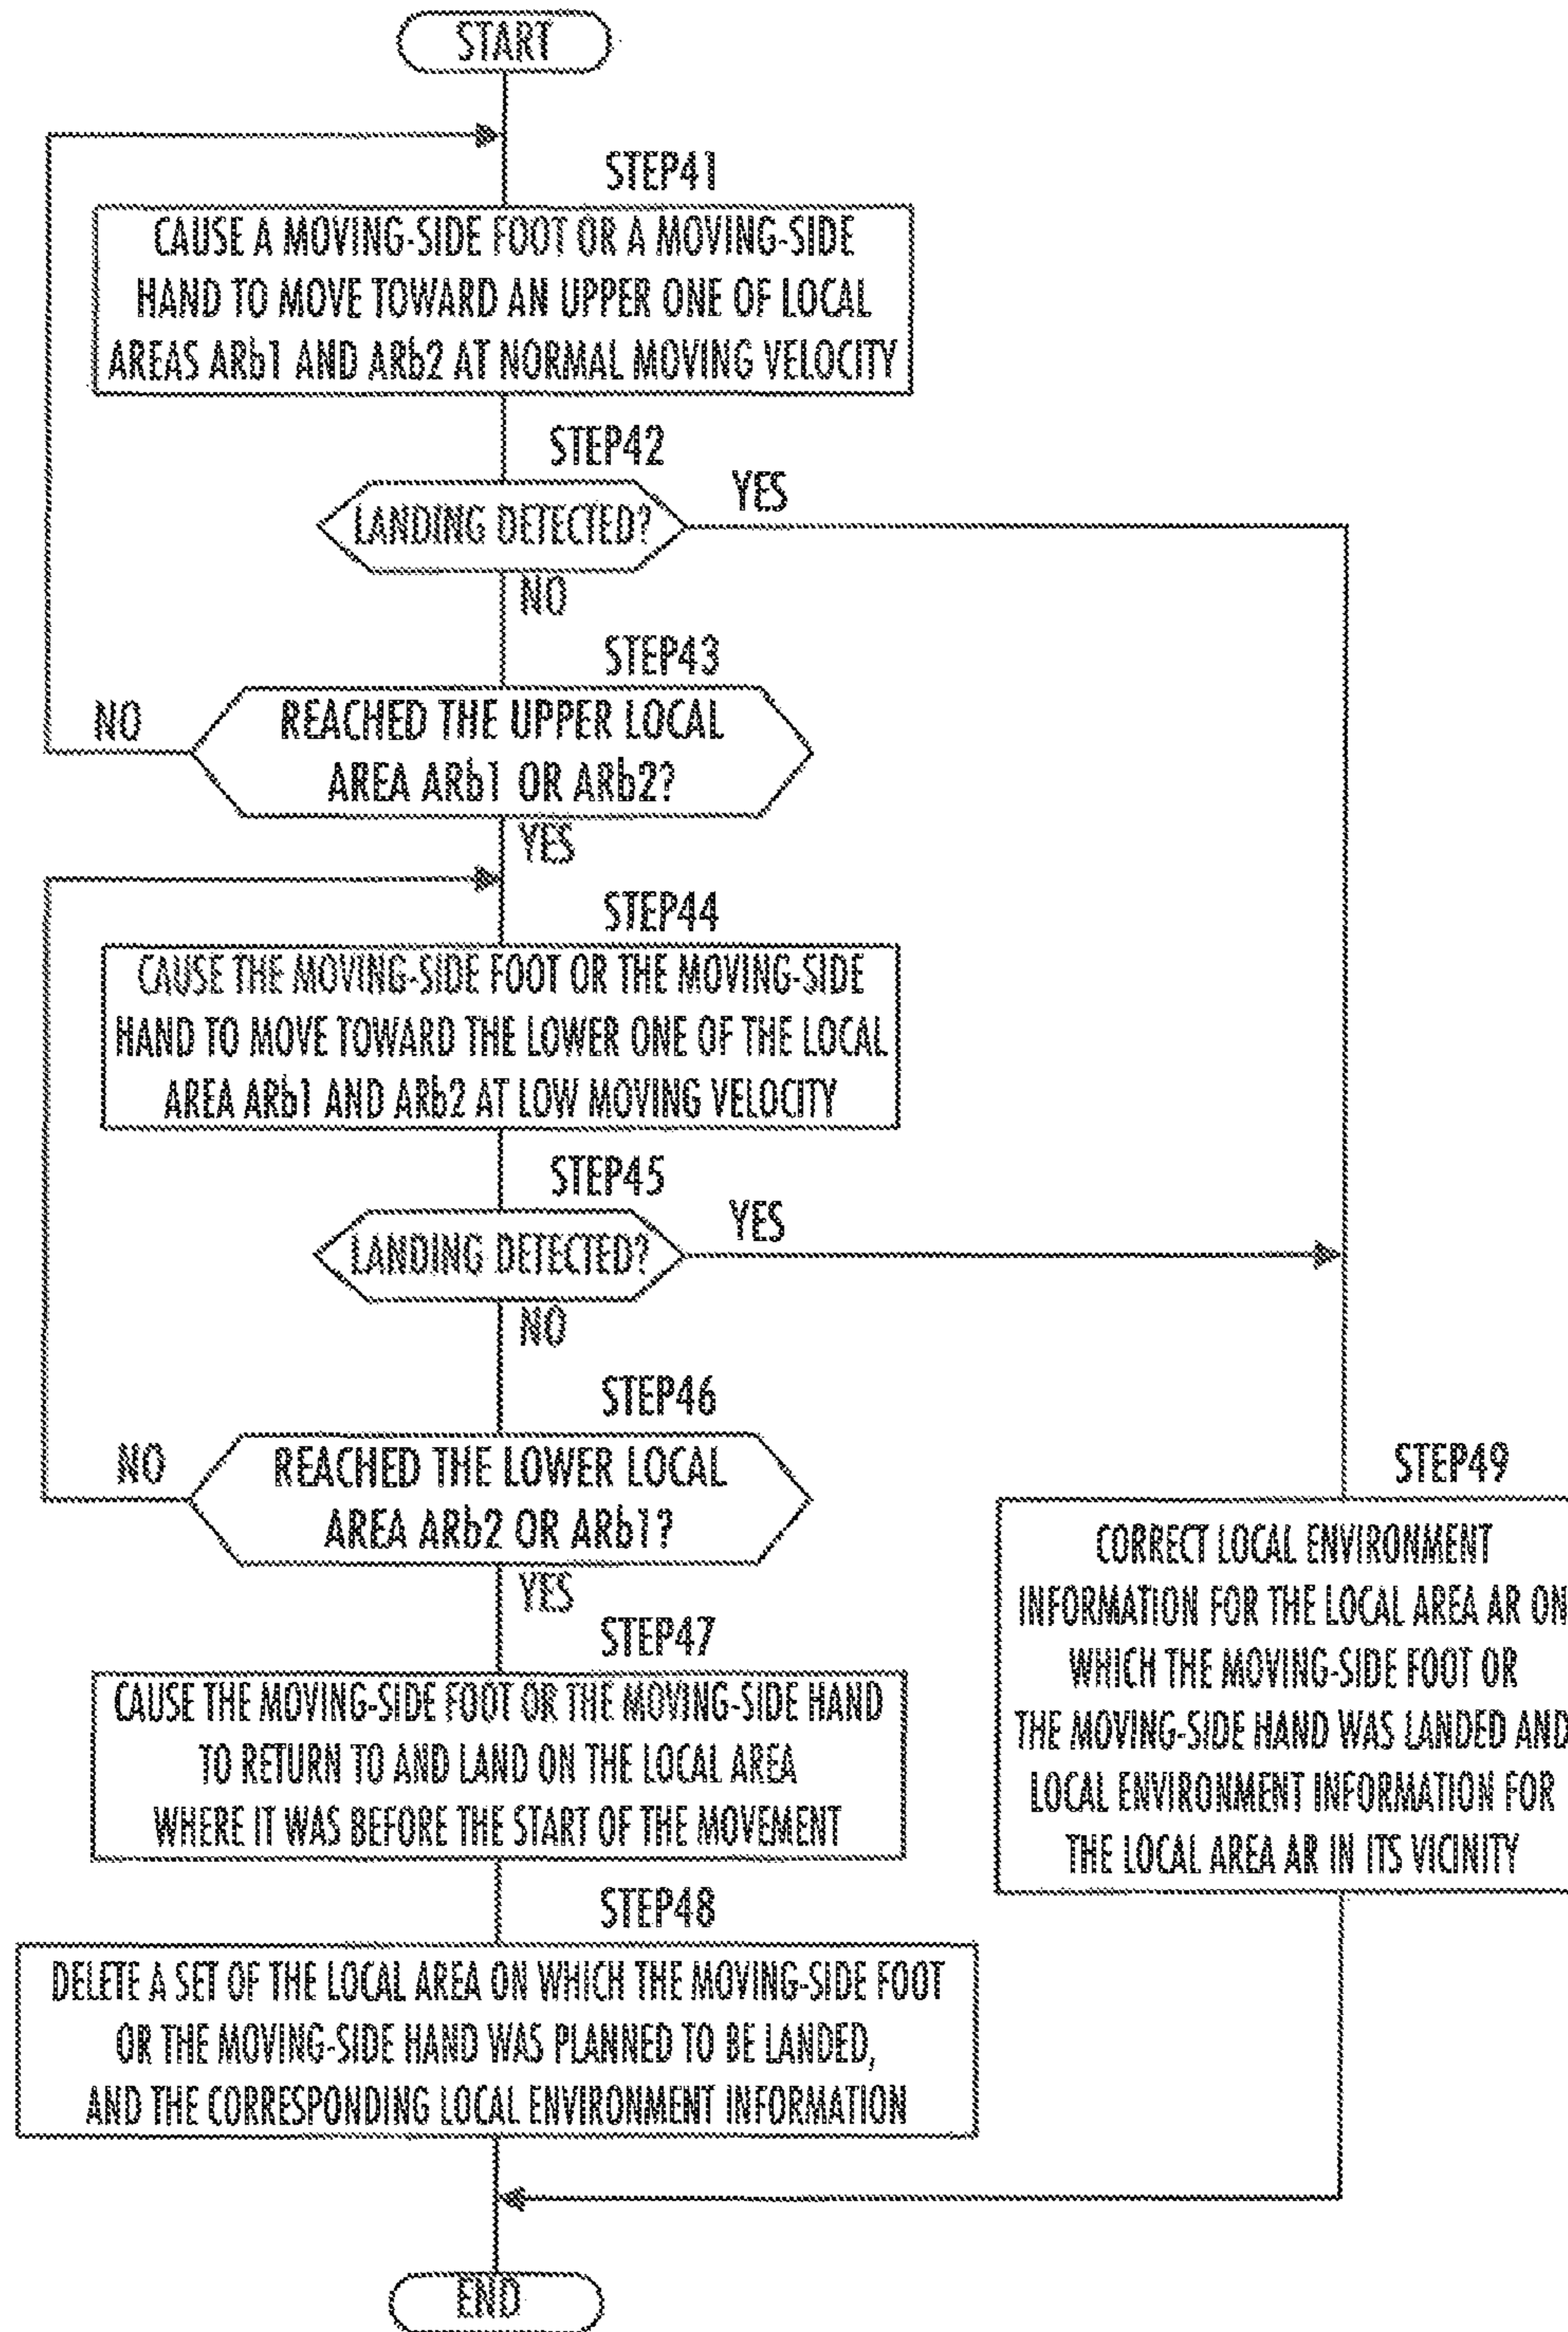 START
STEP41
CAUSE A MOVING-SIDE FOOT OR A MOVING-SIDE
HAND TO MOVE TOWARD AN UPPER ONE OF LOCAL
AREAS ARb1 AND ARb2 AT NORMAL MOVING VELOCITY
STEP42
LANDING DETECTED?
YES
NO
STEP43
REACHED THE UPPER LOCAL
AREA ARb1 OR ARb2?
NO
YES
STEP44
CAUSE THE MOVING-SIDE FOOT OR THE MOVING-SIDE
HAND TO MOVE TOWARD THE LOWER ONE OF THE LOCAL
AREA ARb1 AND ARb2 AT LOW MOVING VELOCITY
STEP45
LANDING DETECTED?
YES
NO
STEP46
REACHED THE LOWER LOCAL
AREA ARb2 OR ARb1?
NO
YES
STEP47
CAUSE THE MOVING-SIDE FOOT OR THE MOVING-SIDE HAND
TO RETURN TO AND LAND ON THE LOCAL AREA
WHERE IT WAS BEFORE THE START OF THE MOVEMENT
STEP48
DELETE A SET OF THE LOCAL AREA ON WHICH THE MOVING-SIDE FOOT
OR THE MOVING-SIDE HAND WAS PLANNED TO BE LANDED,
AND THE CORRESPONDING LOCAL ENVIRONMENT INFORMATION
STEP49
CORRECT LOCAL ENVIRONMENT
INFORMATION FOR THE LOCAL AREA AR ON
WHICH THE MOVING-SIDE FOOT OR
THE MOVING-SIDE HAND WAS LANDED AND
LOCAL ENVIRONMENT INFORMATION FOR
THE LOCAL AREA AR IN ITS VICINITY
END